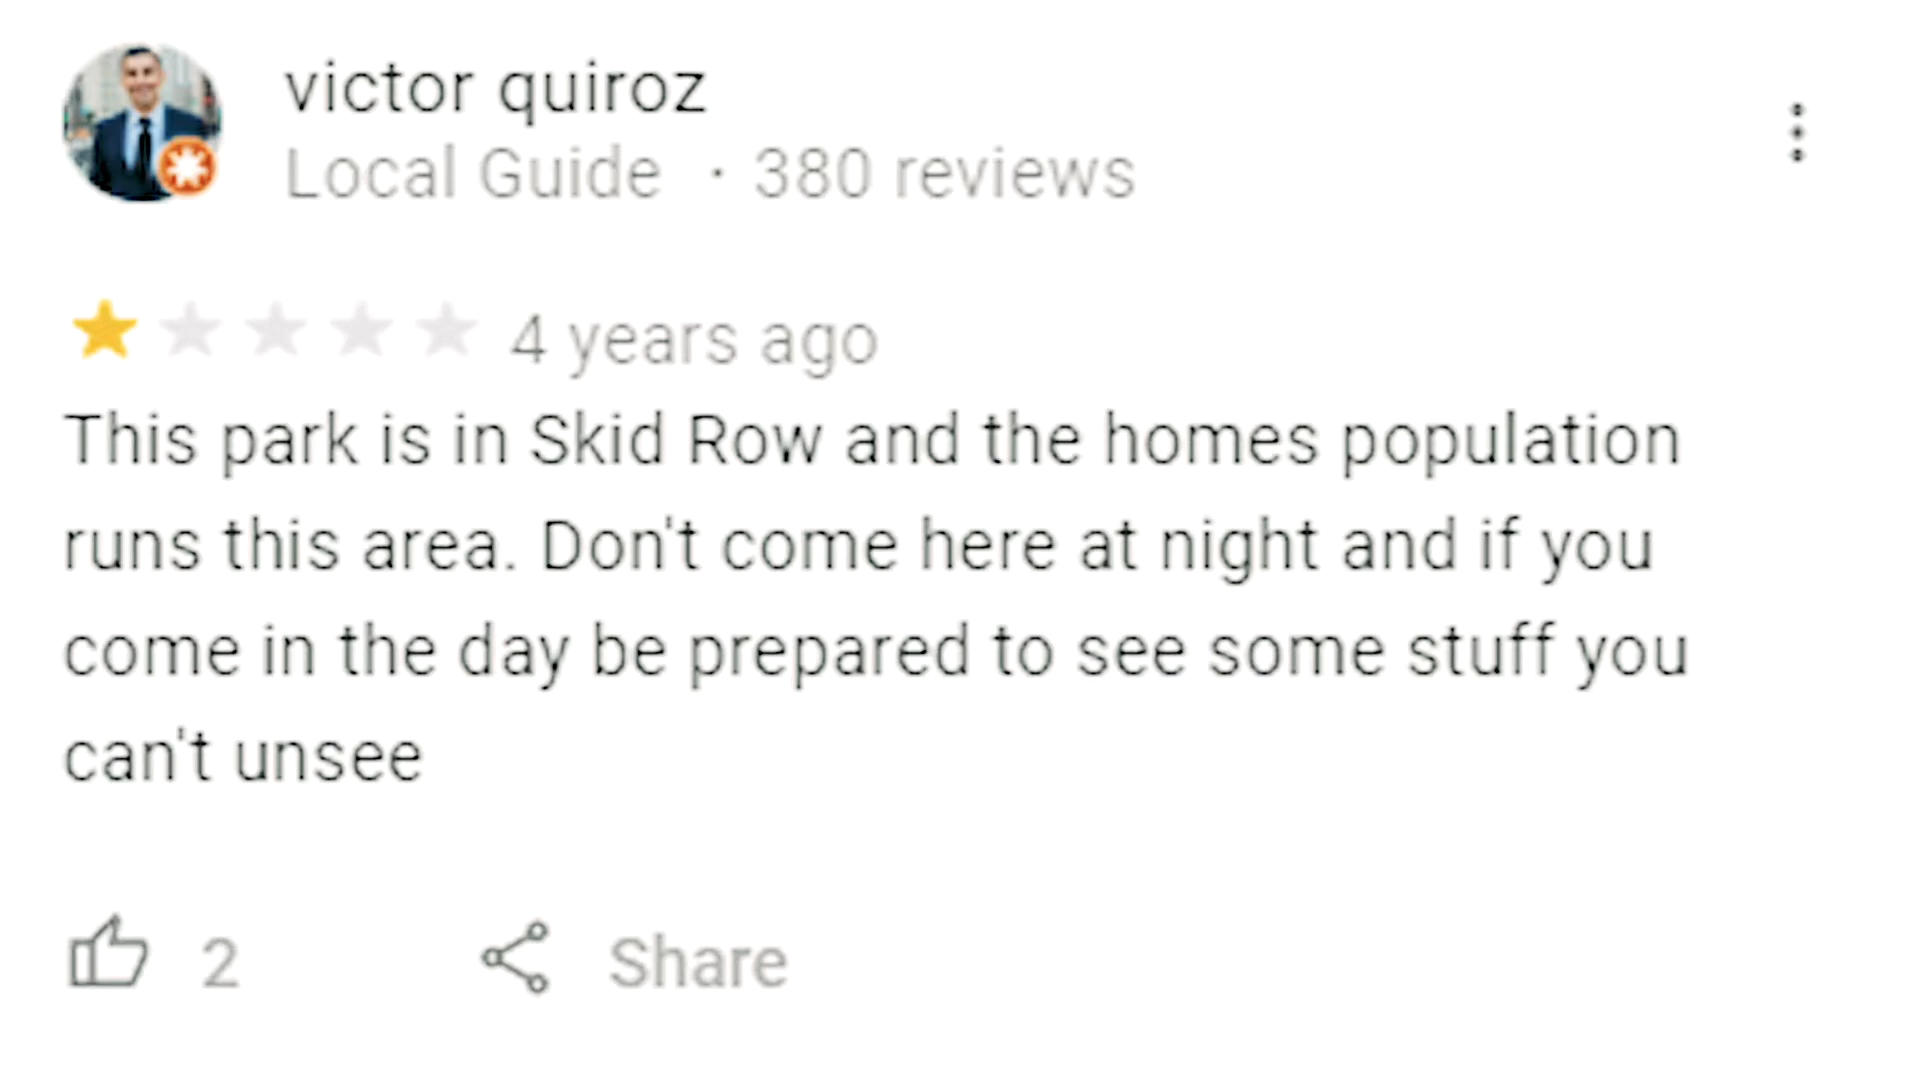 victor quiroz
Local Guide · 380 reviews
4 years ago
This park is in Skid Row and the homes population
runs this area. Don't come here at night and if you
come in the day be prepared to see some stuff you
can't unsee
2 Share